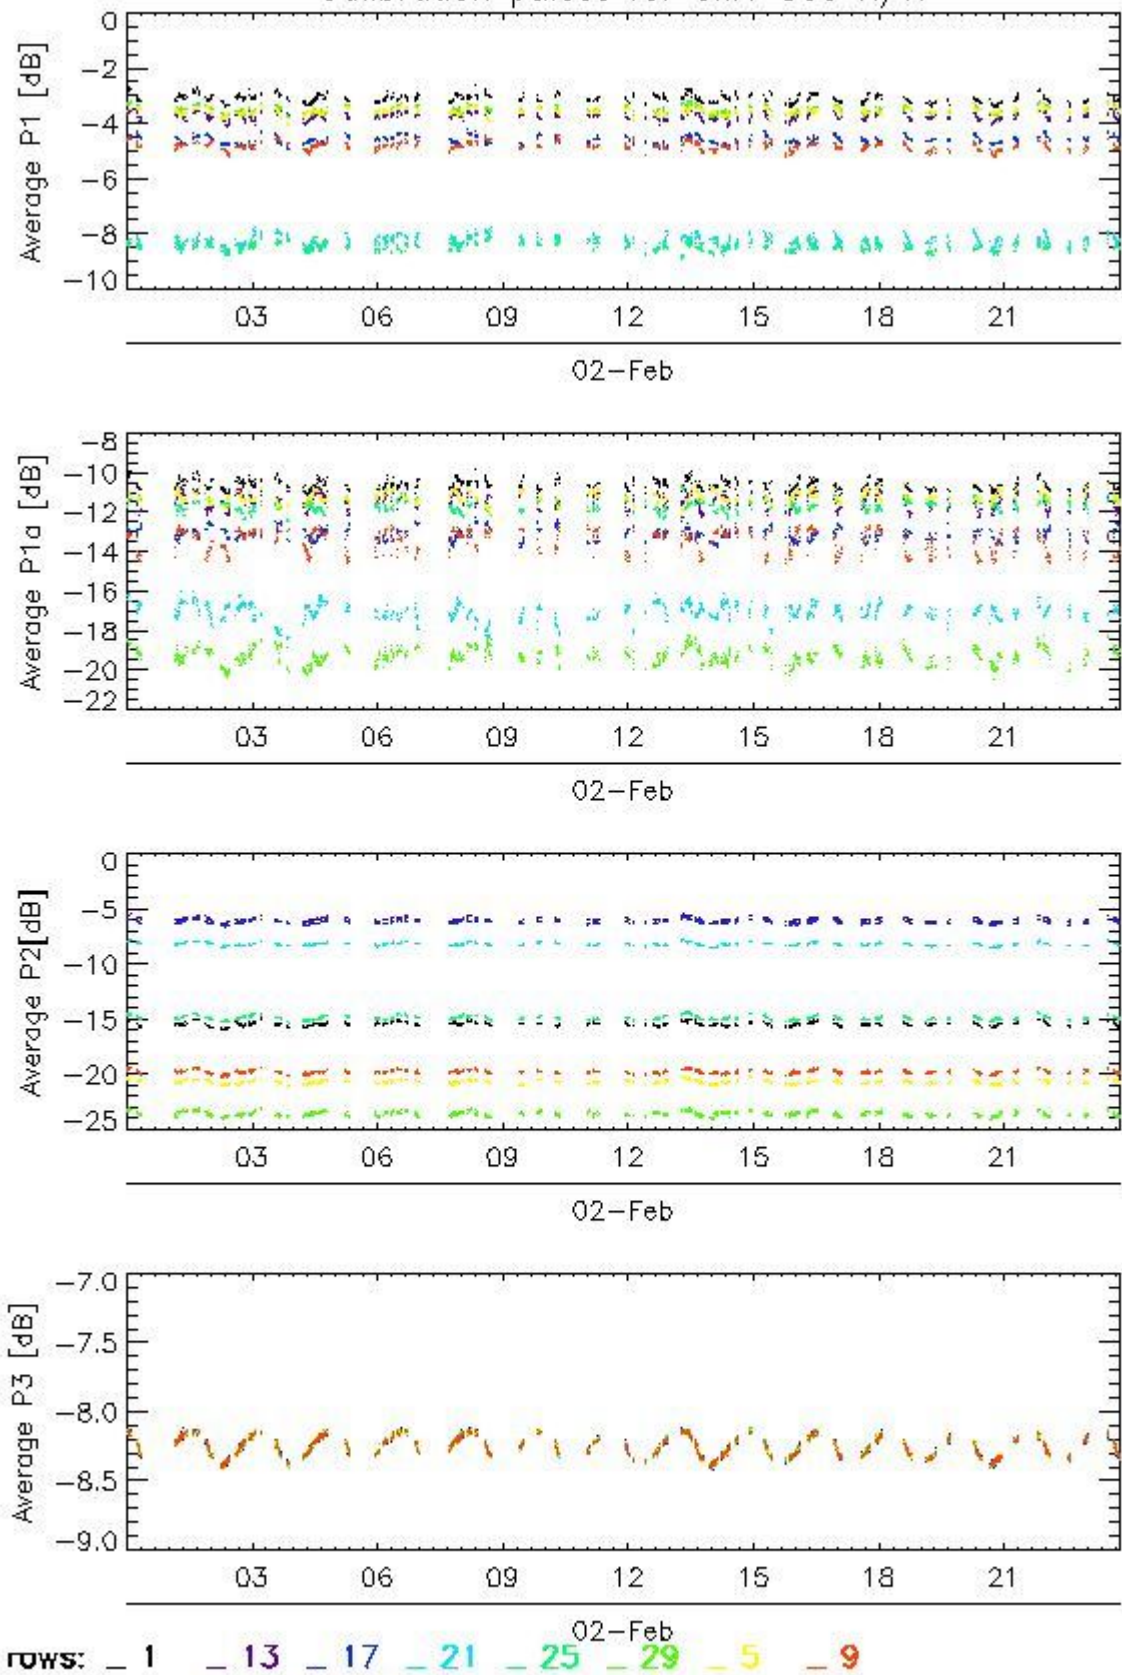 0
-2
-4
-6
-8
-10
Average P1 [dB]
03 06 09 12 15 18 21
02-Feb
-8
-10
-12
-14
-16
-18
-20
-22
Average P1a [dB]
03 06 09 12 15 18 21
02-Feb
0
-5
-10
-15
-20
-25
Average P2[dB]
03 06 09 12 15 18 21
02-Feb
-7.0
-7.5
-8.0
-8.5
-9.0
Average P3 [dB]
03 06 09 12 15 18 21
02-Feb
rows: _ 1 _ 13 _ 17 _ 21 _ 25 _ 29 _ 5 _ 9